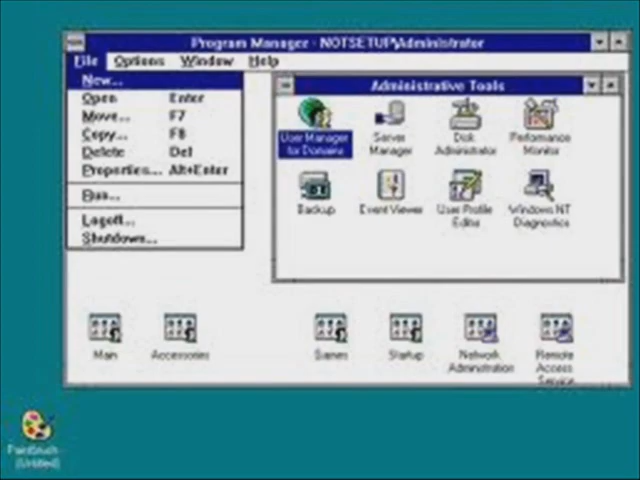 Program Manager - NOTSETUP\Administrator
File Options Window Help
New...
Open Enter
Move... F7
Copy... F8
Delete Del
Properties... Alt+Enter
Run...
Logoff...
Shutdown...
Administrative Tools
User Manager
for Domains
Server
Manager
Disk
Administrator
Performance
Monitor
Backup
Event Viewer
User Profile
Editor
Windows NT
Diagnostics
Main
Accessories
Games
Startup
Network
Administration
Remote
Access
Service
Paintbrush -
(Untitled)